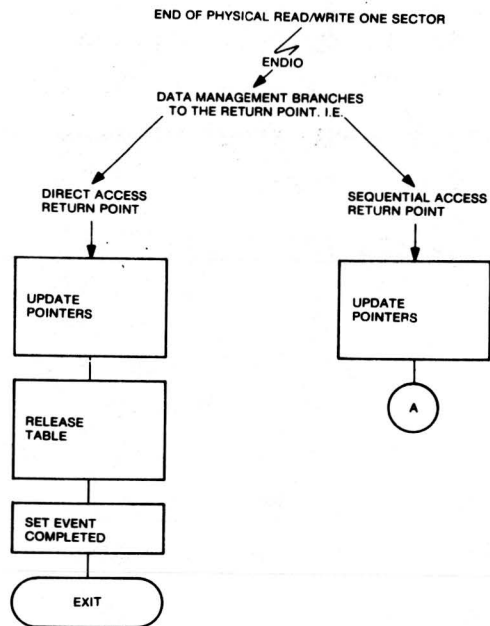 END OF PHYSICAL READ/WRITE ONE SECTOR
ENDIO
DATA MANAGEMENT BRANCHES
TO THE RETURN POINT. I.E.
DIRECT ACCESS
RETURN POINT
UPDATE
POINTERS
RELEASE
TABLE
SET EVENT
COMPLETED
EXIT
SEQUENTIAL ACCESS
RETURN POINT
UPDATE
POINTERS
A